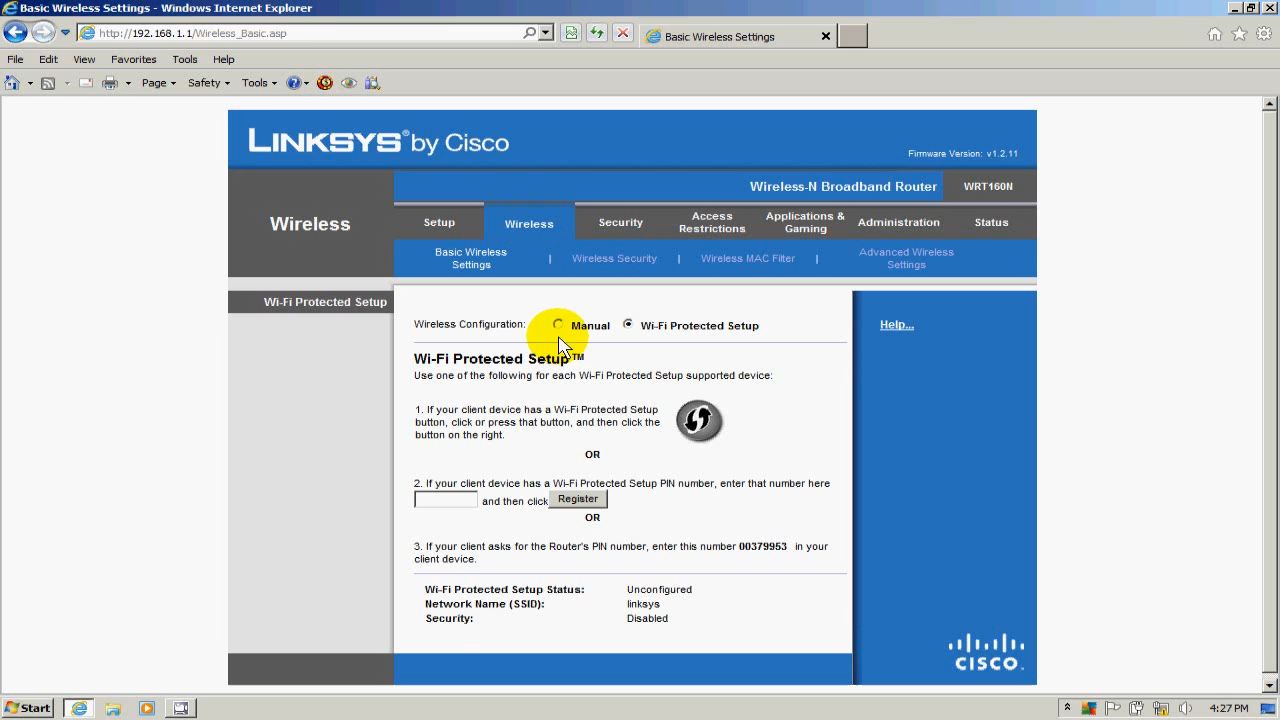 Basic Wireless Settings - Windows Internet Explorer
http://192.168.1.1/Wireless_Basic.asp
Basic Wireless Settings
File Edit View Favorites Tools Help
Page Safety Tools
LINKSYS® by Cisco
Firmware Version: v1.2.11
Wireless-N Broadband Router WRT160N
Wireless
Setup Wireless Security Access Restrictions Applications & Gaming Administration Status
Basic Wireless Settings | Wireless Security | Wireless MAC Filter | Advanced Wireless Settings
Wi-Fi Protected Setup
Wireless Configuration: Manual Wi-Fi Protected Setup
Help...
Wi-Fi Protected Setup™
Use one of the following for each Wi-Fi Protected Setup supported device:
1. If your client device has a Wi-Fi Protected Setup
button, click or press that button, and then click the
button on the right.
OR
2. If your client device has a Wi-Fi Protected Setup PIN number, enter that number here
and then click Register
OR
3. If your client asks for the Router's PIN number, enter this number 00379953 in your
client device.
Wi-Fi Protected Setup Status: Unconfigured
Network Name (SSID): linksys
Security: Disabled
CISCO.
Start
4:27 PM